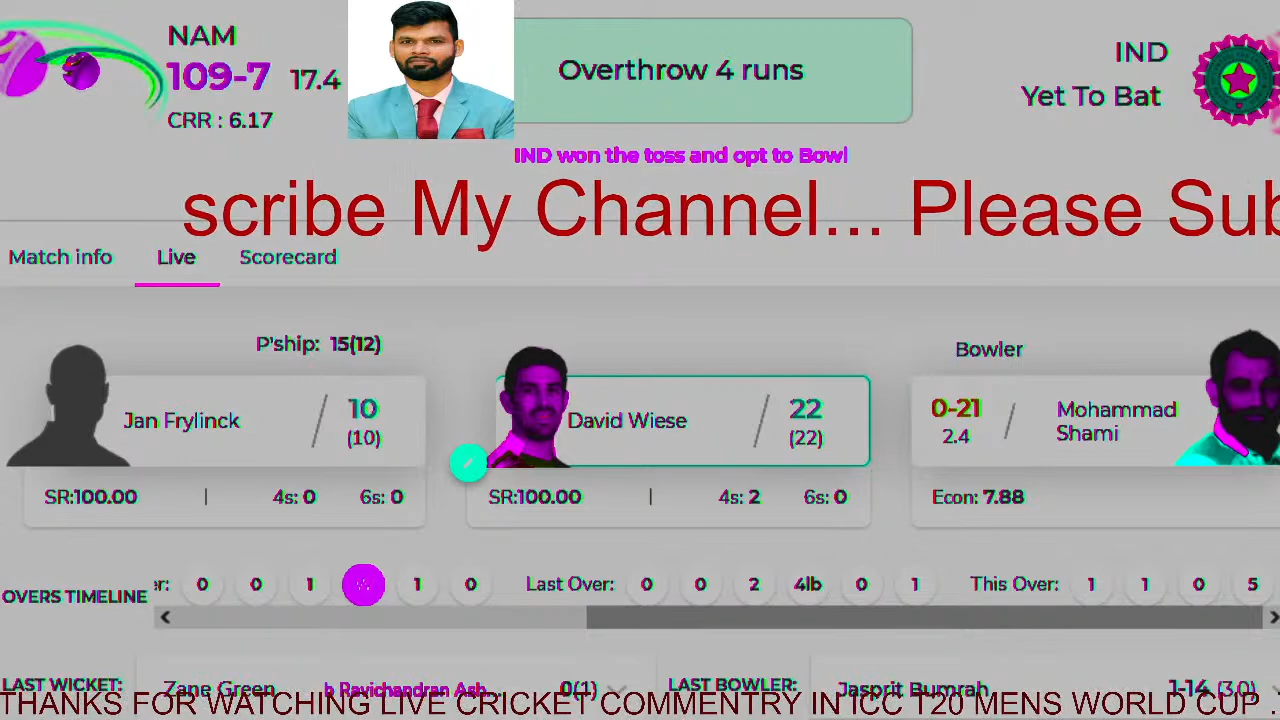 NAM
109-7 17.4
CRR : 6.17
Overthrow 4 runs
IND
Yet To Bat
IND won the toss and opt to Bowl
scribe My Channel... Please Sub
Match info Live Scorecard
P'ship: 15(12)
Bowler
Jan Frylinck 10 (10)
David Wiese 22 (22)
0-21 2.4 Mohammad Shami
SR:100.00 | 4s: 0 6s: 0
SR:100.00 | 4s: 2 6s: 0
Econ: 7.88
OVERS TIMELINE
er: 0 0 1 1 0 Last Over: 0 0 2 4lb 0 1 This Over: 1 1 0 5
LAST WICKET: Zane Green b Ravichandran Ash... 0(1)
LAST BOWLER: Jasprit Bumrah 1-14 (3.0)
THANKS FOR WATCHING LIVE CRICKET COMMENTRY IN ICC T20 MENS WORLD CUP .